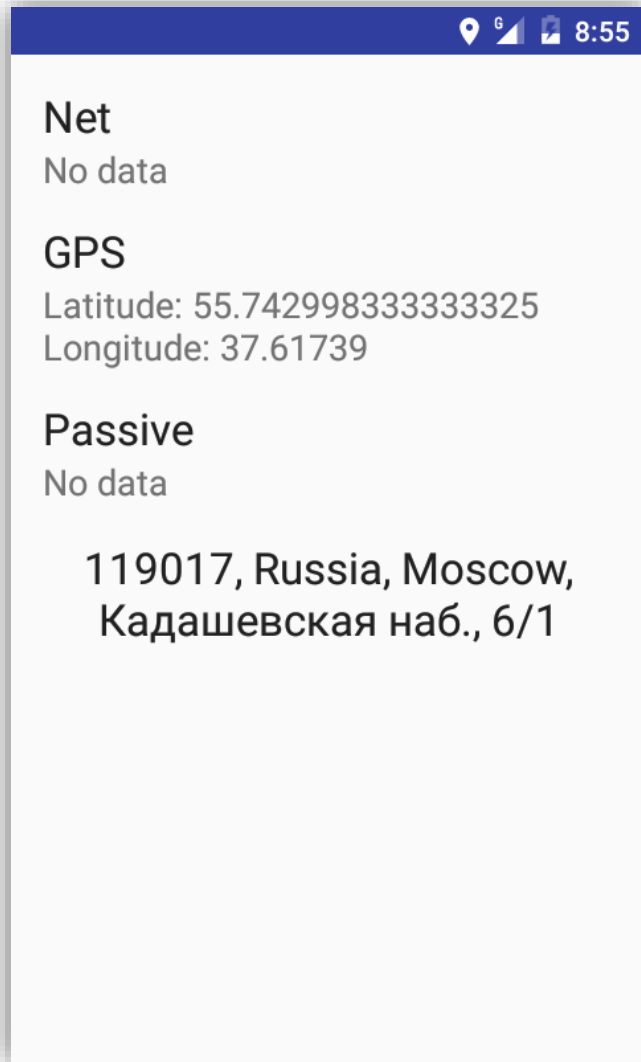 G 8:55
Net
No data
GPS
Latitude: 55.742998333333325
Longitude: 37.61739
Passive
No data
119017, Russia, Moscow,
Кадашевская наб., 6/1